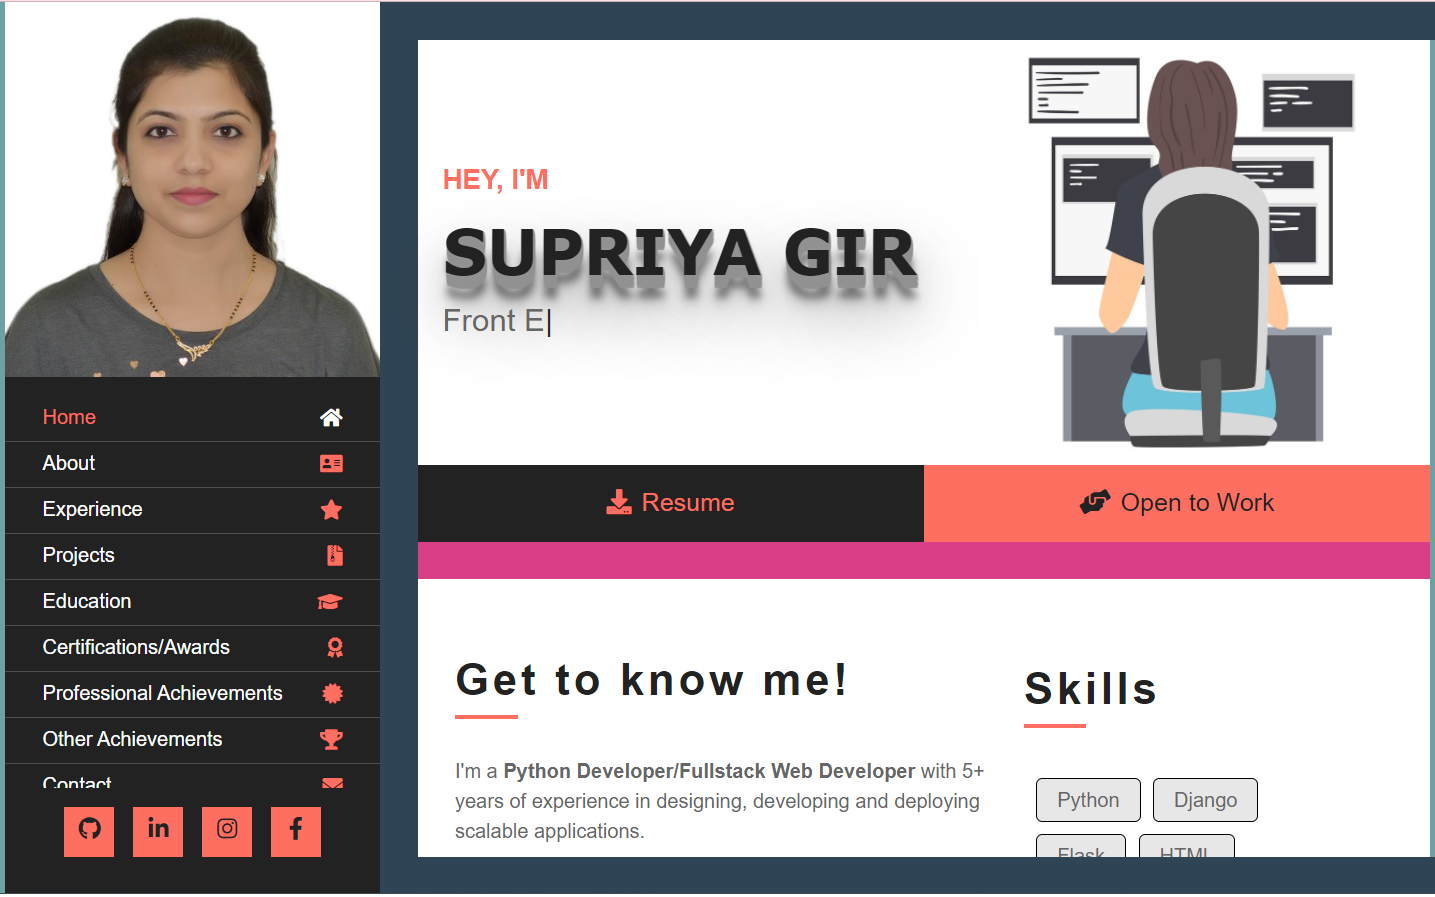 Home
About
Experience
Projects
Education
Certifications/Awards
Professional Achievements
Other Achievements
Contact
HEY, I'M
SUPRIYA GIR
Front E|
Resume
Open to Work
Get to know me!
I'm a Python Developer/Fullstack Web Developer with 5+
years of experience in designing, developing and deploying
scalable applications.
Skills
Python
Django
Flask
HTML